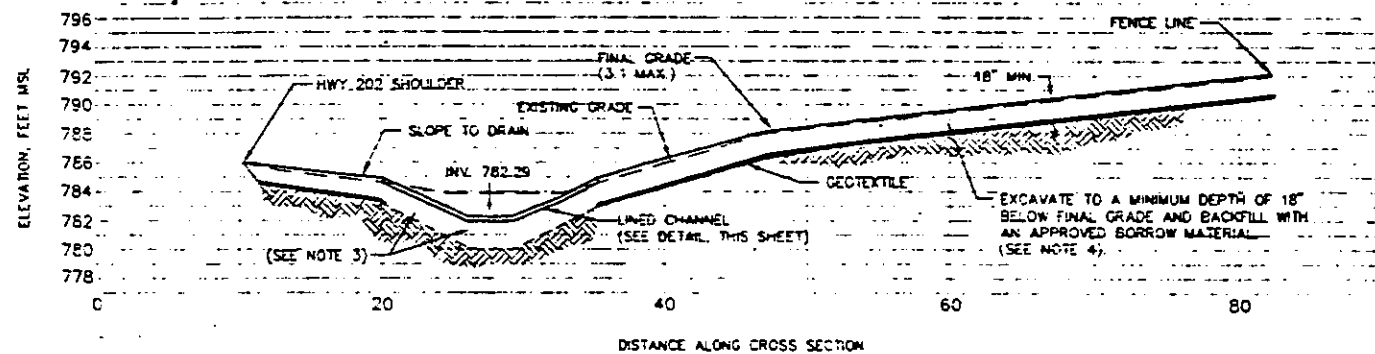 796
794
792
790
788
786
784
782
780
778
ELEVATION, FEET MSL
FENCE LINE
FINAL GRADE
(3:1 MAX.)
18" MIN.
HWY 202 SHOULDER
EXISTING GRADE
SLOPE TO DRAIN
INV. 782.29
GEOTEXTILE
LINED CHANNEL
(SEE DETAIL, THIS SHEET)
(SEE NOTE 3)
EXCAVATE TO A MINIMUM DEPTH OF 18"
BELOW FINAL GRADE AND BACKFILL WITH
AN APPROVED BORROW MATERIAL
(SEE NOTE 4)
0 20 40 60 80
DISTANCE ALONG CROSS SECTION